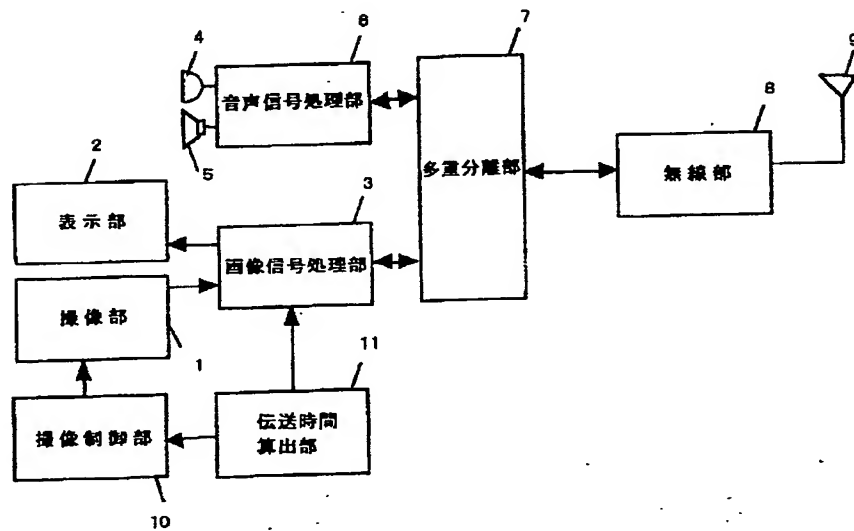 4
6
7
9
音声信号処理部
8
5
多重分離部
無線部
2
3
表示部
画像信号処理部
撮像部
1
11
撮像制御部
伝送時間
算出部
10